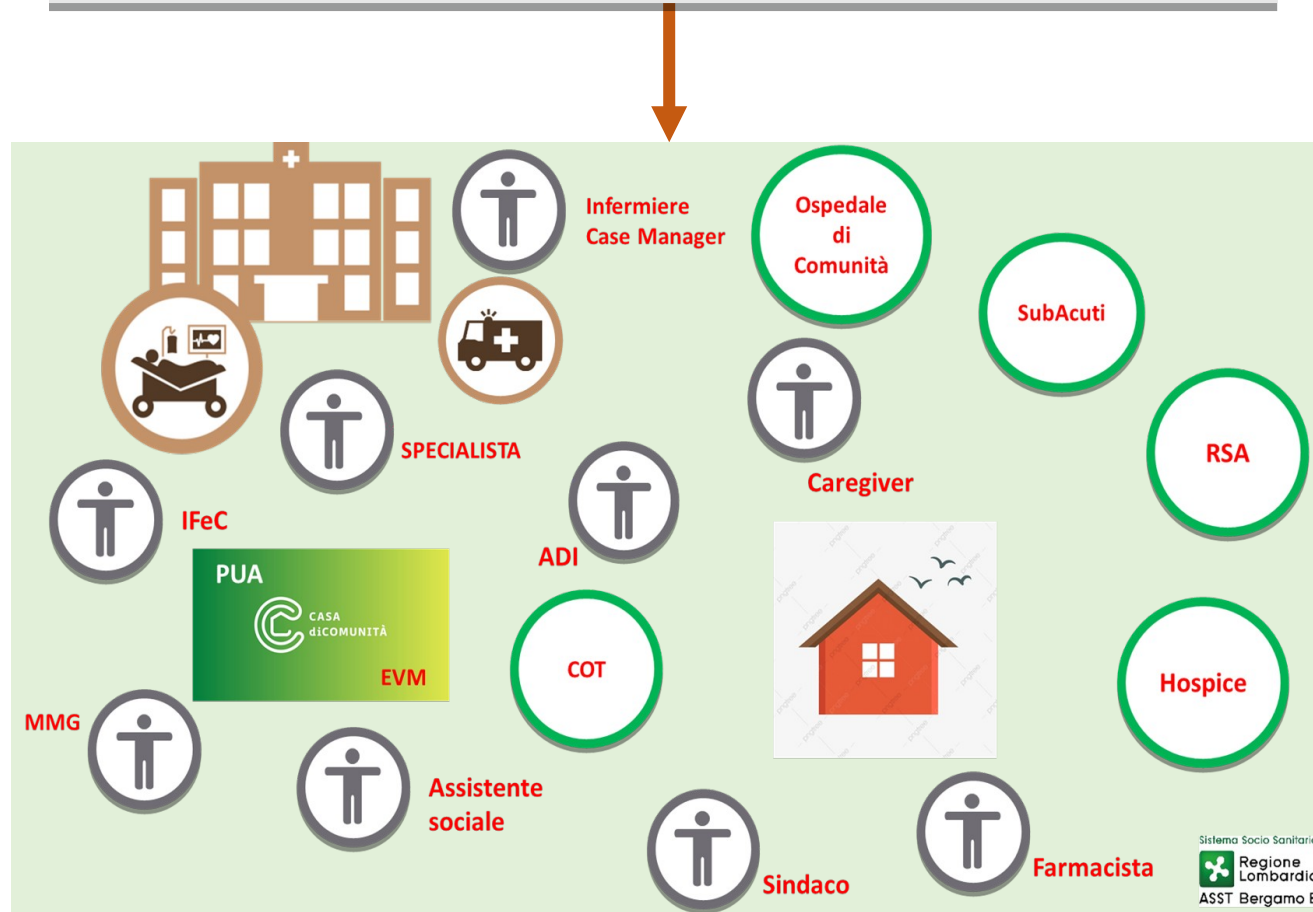 Infermiere
Case Manager
Ospedale
di
Comunità
SubAcuti
SPECIALISTA
RSA
Caregiver
IFeC
ADI
PUA
CASA
diCOMUNITÀ
EVM
COT
Hospice
MMG
Assistente
sociale
Sindaco
Farmacista
Sistema Socio Sanitario
Regione
Lombardia
ASST Bergamo E